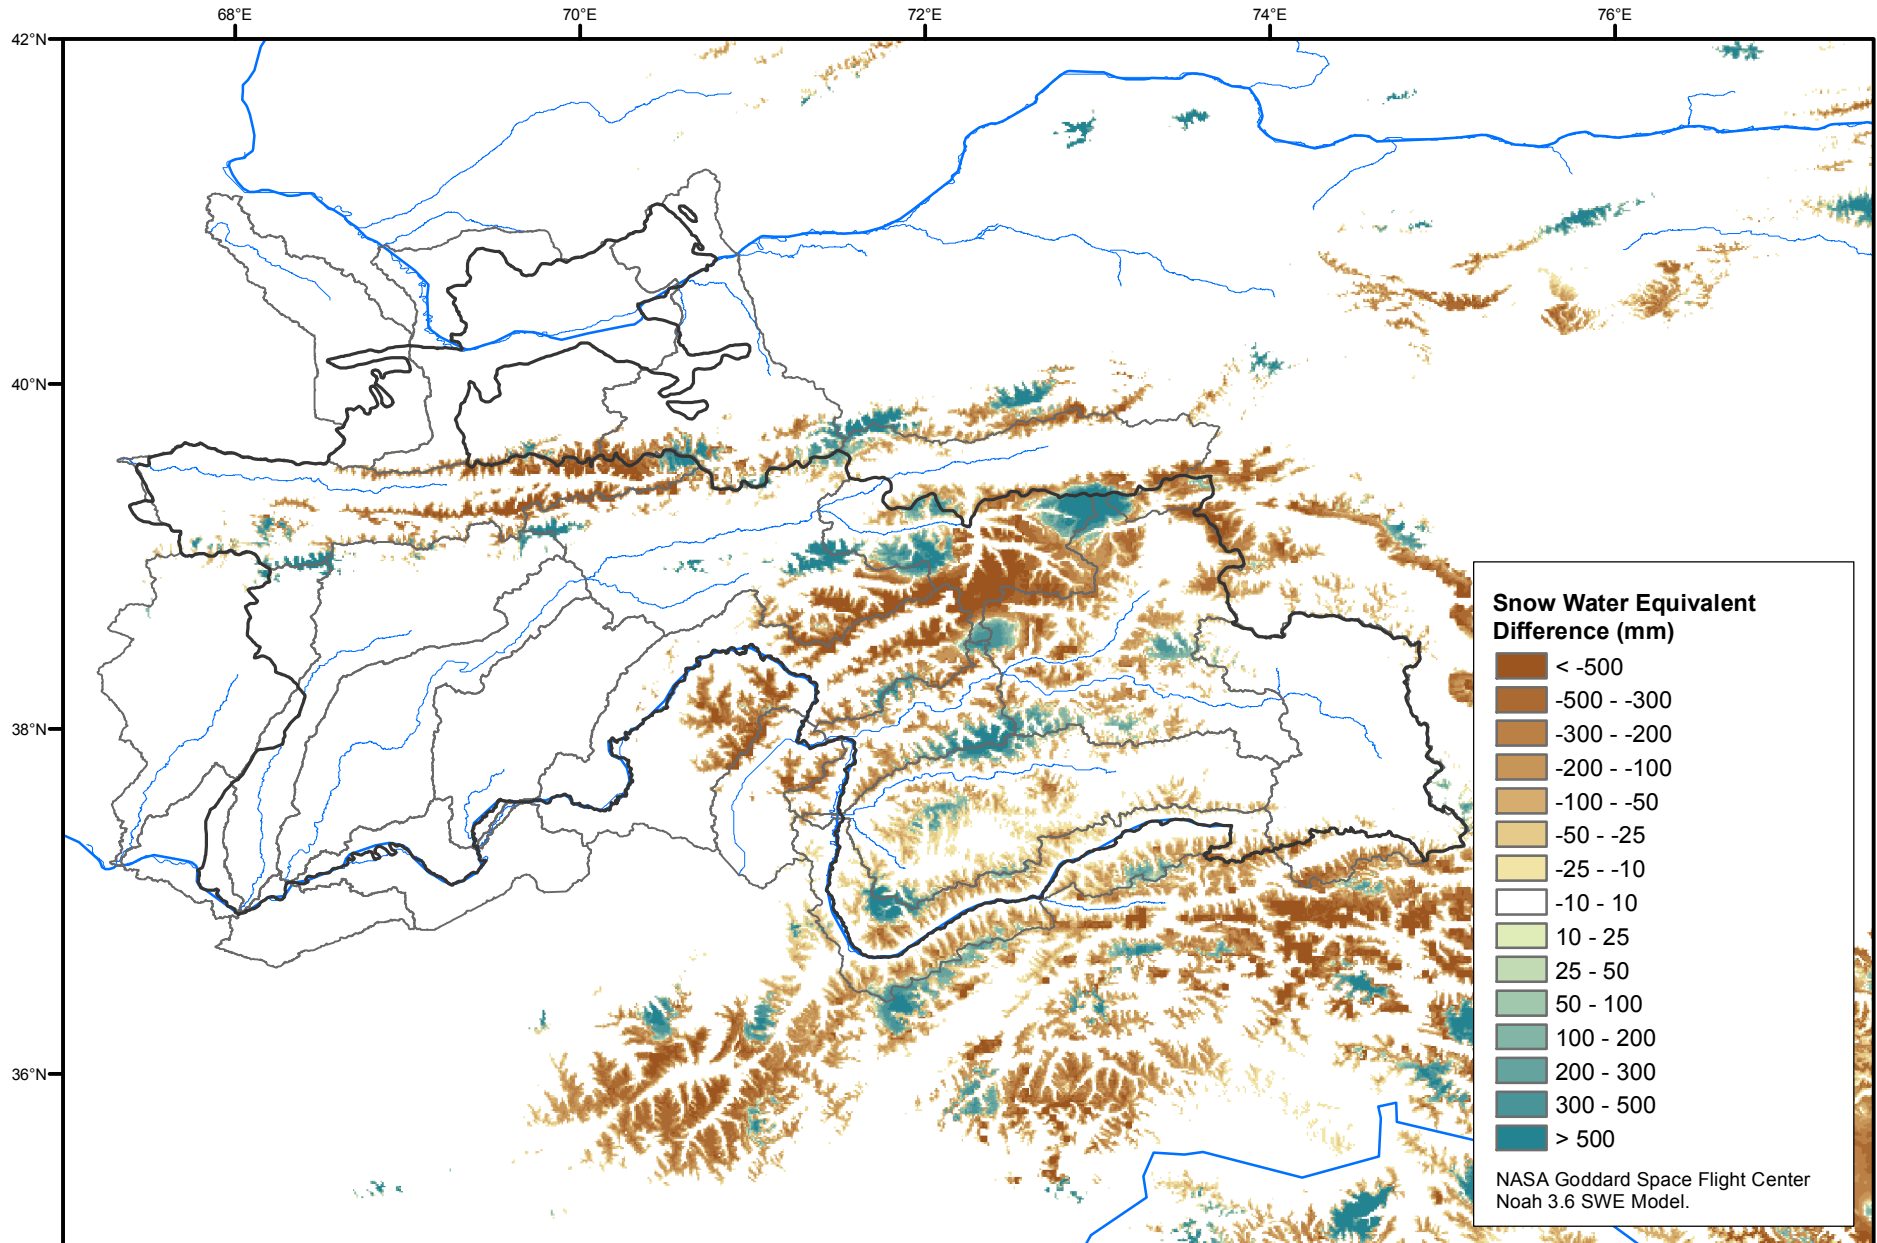 68°E
70°E
72°E
74°E
76°E
42°N
40°N
38°N
36°N
Snow Water Equivalent
Difference (mm)
< -500
-500 - -300
-300 - -200
-200 - -100
-100 - -50
-50 - -25
-25 - -10
-10 - 10
10 - 25
25 - 50
50 - 100
100 - 200
200 - 300
300 - 500
> 500
NASA Goddard Space Flight Center
Noah 3.6 SWE Model.